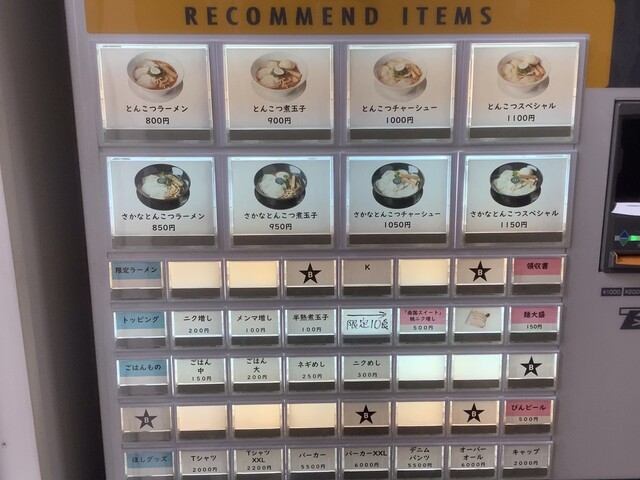 RECOMMEND ITEMS
とんこつラーメン
800円
とんこつ煮玉子
900円
とんこつチャーシュー
1000円
とんこつスペシャル
1100円
さかなとんこつラーメン
850円
さかなとんこつ煮玉子
950円
さかなとんこつチャーシュー
1050円
さかなとんこつスペシャル
1150円
限定ラーメン
B
K
B
領収書
トッピング
ニク増し
200円
メンマ増し
100円
半熟煮玉子
100円
限定10食
500円
麺大盛
150円
ごはんもの
ごはん
中
150円
ごはん
大
200円
ネギめし
250円
ニクめし
300円
B
B
B
B
びんビール
500円
ほしグッズ
Tシャツ
2000円
Tシャツ
XXL
2200円
パーカー
5500円
パーカーXXL
6000円
デニム
パンツ
5500円
オーバー
オール
6000円
キャップ
2000円